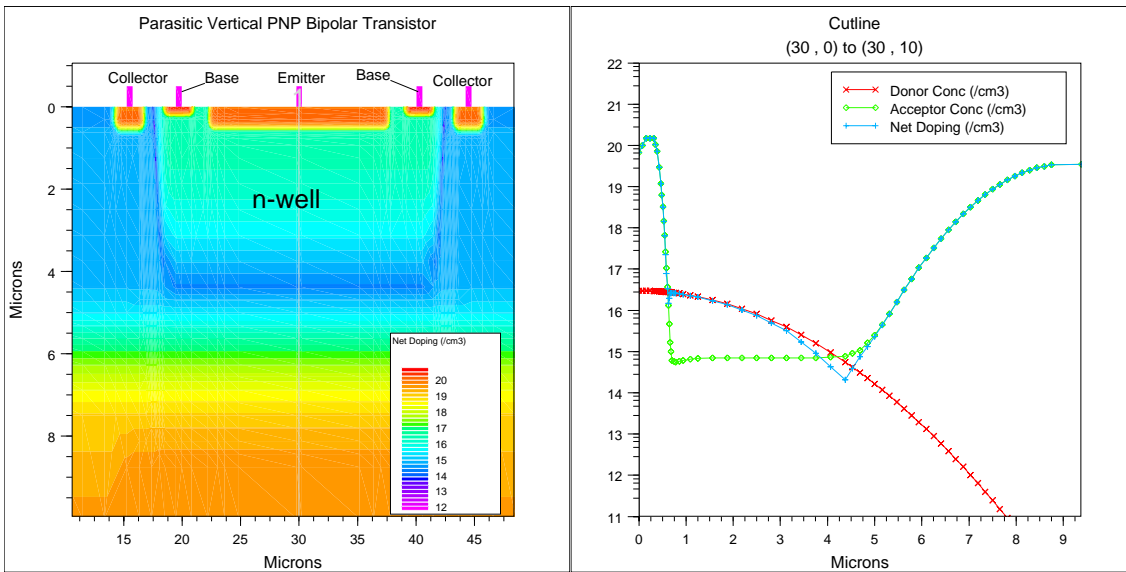 Parasitic Vertical PNP Bipolar Transistor
Collector
Base
Emitter
Base
Collector
0
2
4
6
8
Microns
n-well
Net Doping (/cm3)
20
19
18
17
16
15
14
13
12
15
20
25
30
35
40
45
Microns
Cutline
(30 , 0) to (30 , 10)
Donor Conc (/cm3)
Acceptor Conc (/cm3)
Net Doping (/cm3)
22
21
20
19
18
17
16
15
14
13
12
11
0
1
2
3
4
5
6
7
8
9
Microns